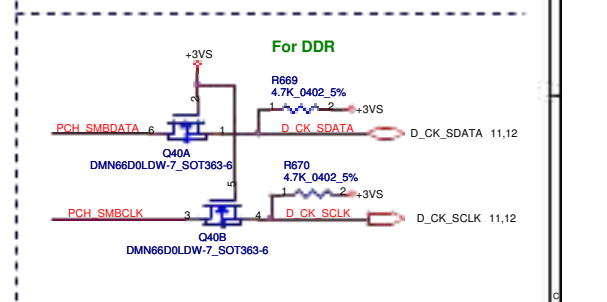 For DDR
+3VS
R669
4.7K_0402_5%
2
1 2 +3VS
PCH_SMBDATA 6 1 D_CK_SDATA D_CK_SDATA 11,12
Q40A
DMN66D0LDW-7_SOT363-6
R670
4.7K_0402_5%
5
1 2 +3VS
PCH_SMBCLK 3 4 D_CK_SCLK D_CK_SCLK 11,12
Q40B
DMN66D0LDW-7_SOT363-6
C